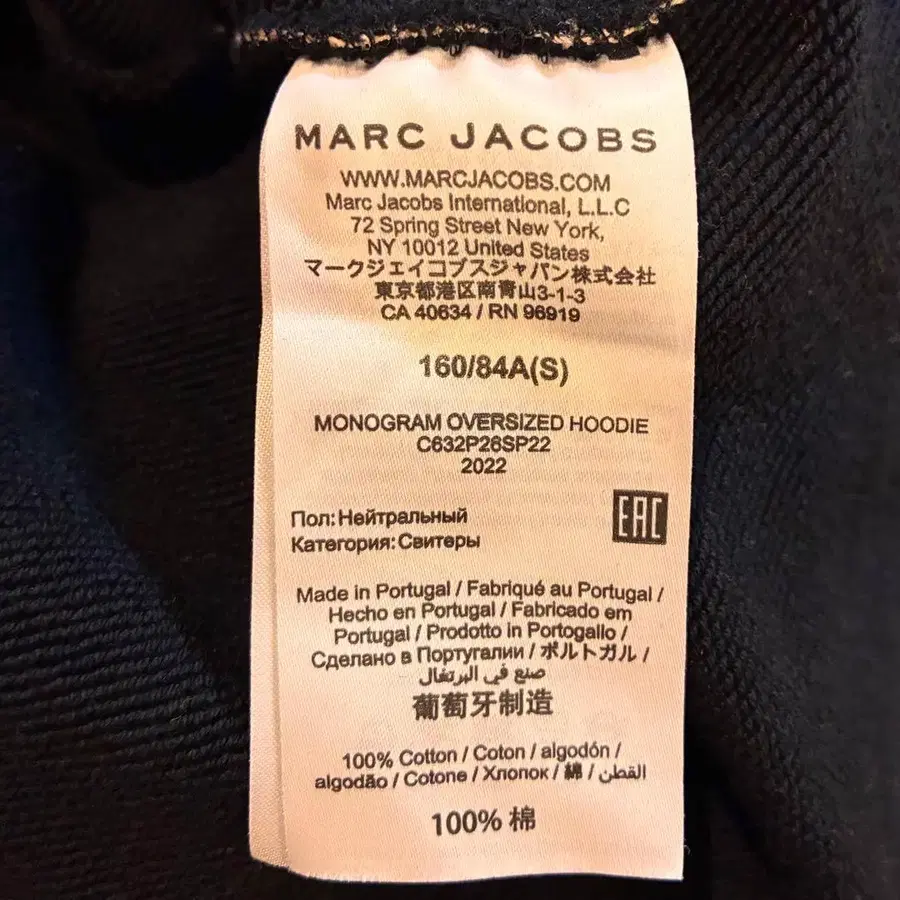 MARC JACOBS
WWW.MARCJACOBS.COM
Marc Jacobs International, L.L.C
72 Spring Street New York,
NY 10012 United States
マークジェイコブスジャパン株式会社
東京都港区南青山3-1-3
CA 40634 / RN 96919
160/84A(S)
MONOGRAM OVERSIZED HOODIE
C632P26SP22
2022
Пол: Нейтральный
Категория: Свитеры
EAC
Made in Portugal / Fabriqué au Portugal /
Hecho en Portugal / Fabricado em
Portugal / Prodotto in Portogallo /
Сделано в Португалии / ポルトガル /
صنع في البرتغال
葡萄牙制造
100% Cotton / Coton / algodón /
algodão / Cotone / Хлопок / 綿 / القطن
100% 棉